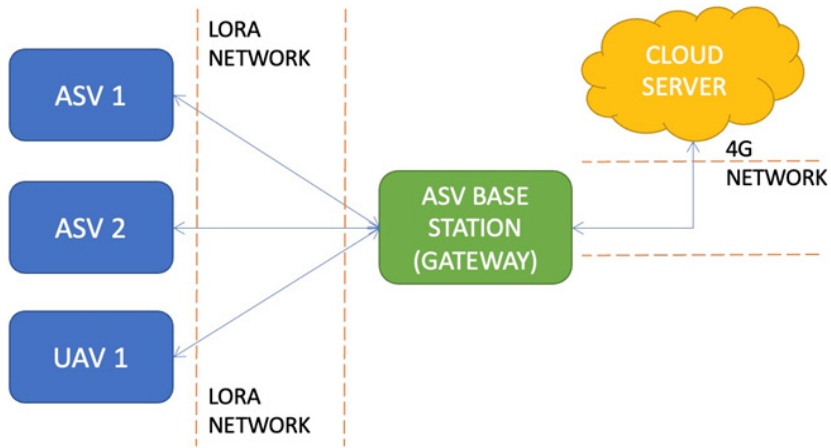 LORA
NETWORK
ASV 1
CLOUD
SERVER
4G
NETWORK
ASV 2
ASV BASE
STATION
(GATEWAY)
UAV 1
LORA
NETWORK